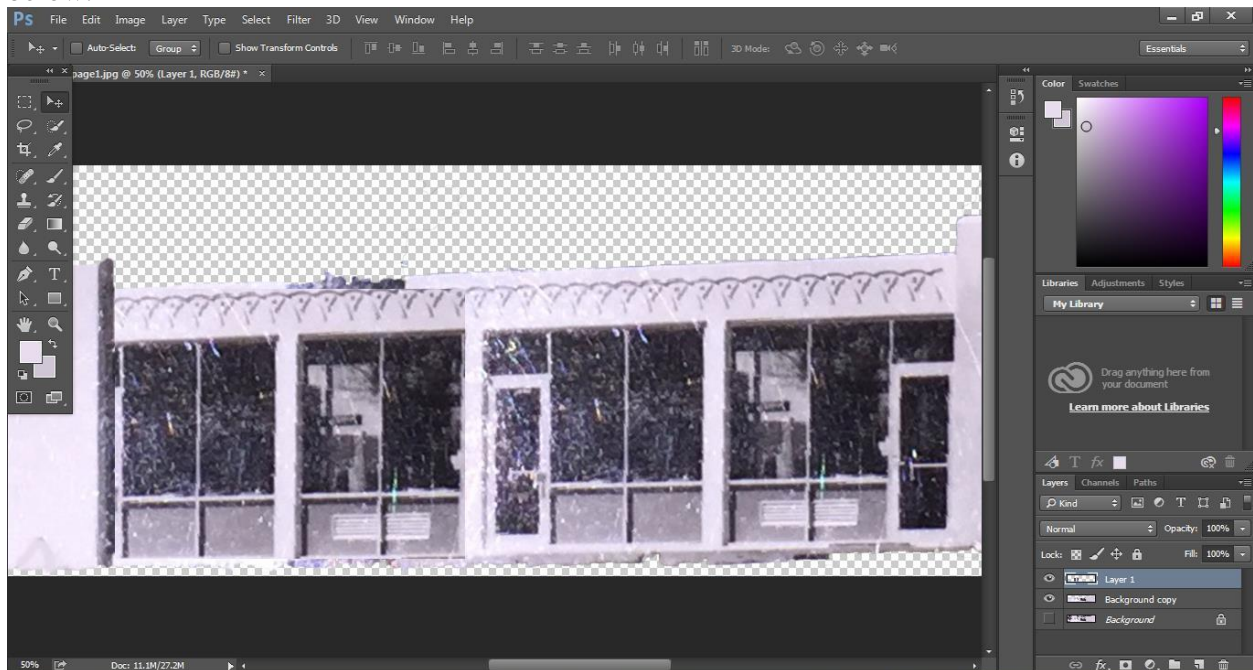 Ps File Edit Image Layer Type Select Filter 3D View Window Help
Auto-Select: Group Show Transform Controls 3D Mode: Essentials
page1.jpg @ 50% (Layer 1, RGB/8#) * ×
Color Swatches
Libraries Adjustments Styles
My Library
Drag anything here from
your document
Learn more about Libraries
T fx
Layers Channels Paths
Kind T
Normal Opacity: 100%
Lock: Fill: 100%
Layer 1
Background copy
Background
50% Doc: 11.1M/27.2M fx